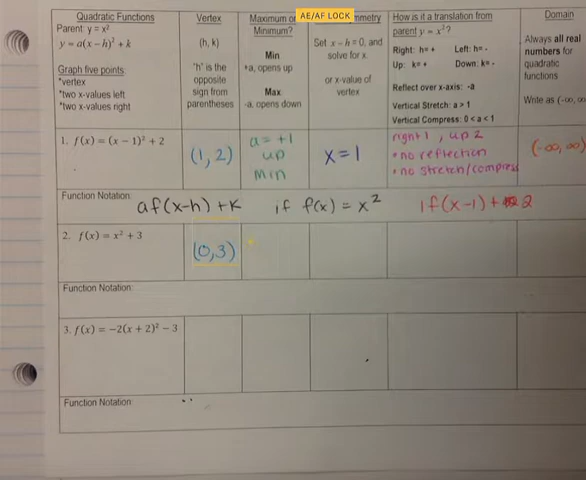 Quadratic Functions
Parent: y = x²
y = a(x − h)² + k
Graph five points:
*vertex
*two x-values left
*two x-values right
Vertex
(h, k)
"h" is the
opposite
sign from
parentheses
Maximum or
Minimum?
Min
+a, opens up
Max
-a, opens down
AE/AF LOCK
mmetry
Set x − h = 0, and
solve for x.
or x-value of
vertex
How is it a translation from
parent y = x²?
Right: h= + Left: h= -
Up: k= + Down: k= -
Reflect over x-axis: -a
Vertical Stretch: a > 1
Vertical Compress: 0 < a < 1
Domain
Always all real
numbers for
quadratic
functions
Write as (-∞, ∞
1. f(x) = (x − 1)² + 2
(1, 2)
a = +1
up
min
x = 1
right 1, up 2
• no reflection
• no stretch/compress
(-∞, ∞)
Function Notation:
af(x-h) + K if f(x) = x² 1f(x-1) + 2
2. f(x) = x² + 3
(0,3)
Function Notation:
3. f(x) = −2(x + 2)² − 3
Function Notation: